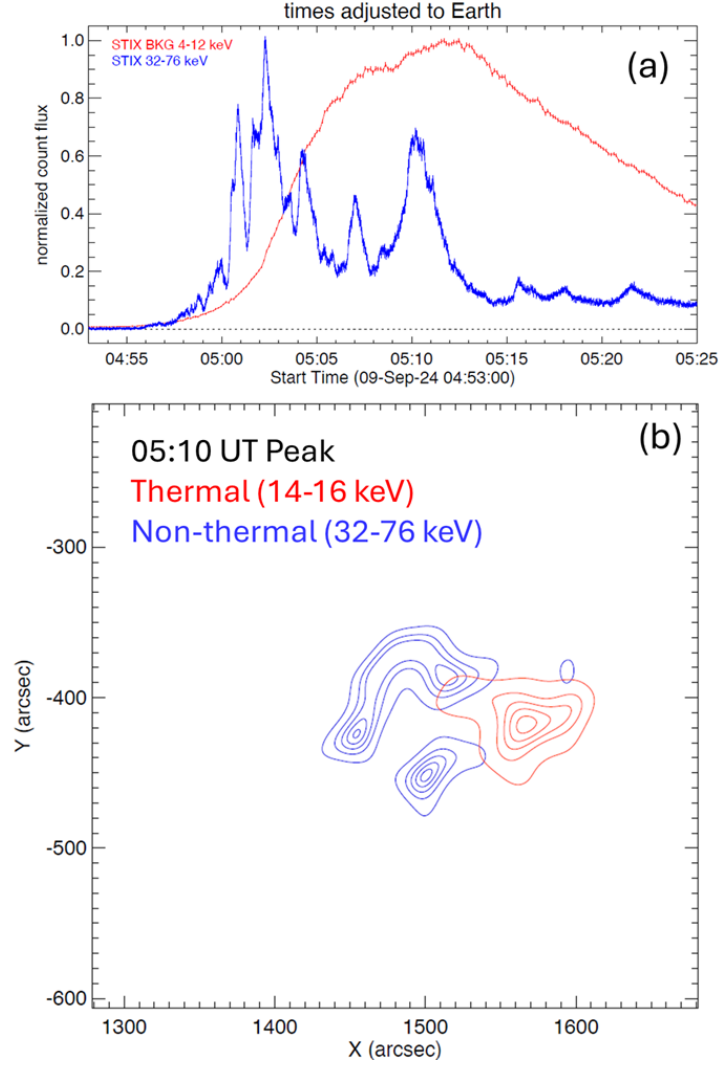 times adjusted to Earth
STIX BKG 4-12 keV
STIX 32-76 keV
(a)
1.0
0.8
0.6
0.4
0.2
0.0
normalized count flux
04:55 05:00 05:05 05:10 05:15 05:20 05:25
Start Time (09-Sep-24 04:53:00)
(b)
05:10 UT Peak
Thermal (14-16 keV)
Non-thermal (32-76 keV)
-300
-400
-500
-600
Y (arcsec)
1300 1400 1500 1600
X (arcsec)